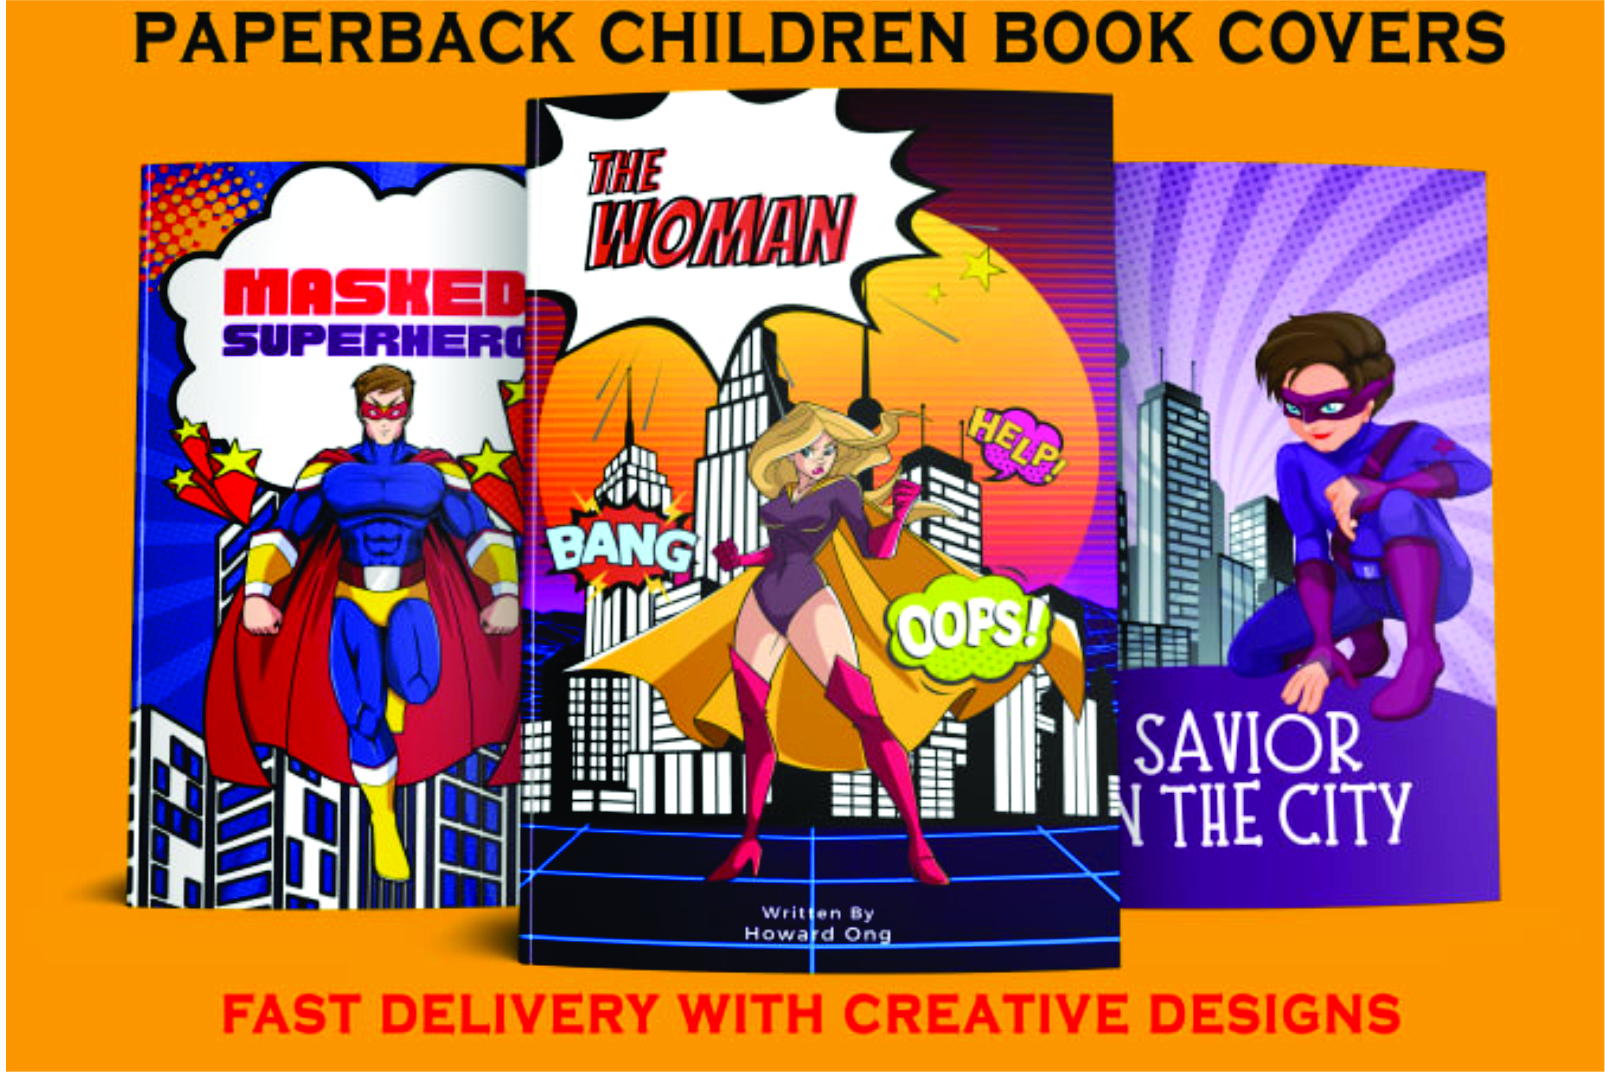 PAPERBACK CHILDREN BOOK COVERS
MASKED
SUPERHERO
THE
WOMAN
HELP!
BANG
OOPS!
Written By
Howard Ong
SAVIOR
N THE CITY
FAST DELIVERY WITH CREATIVE DESIGNS